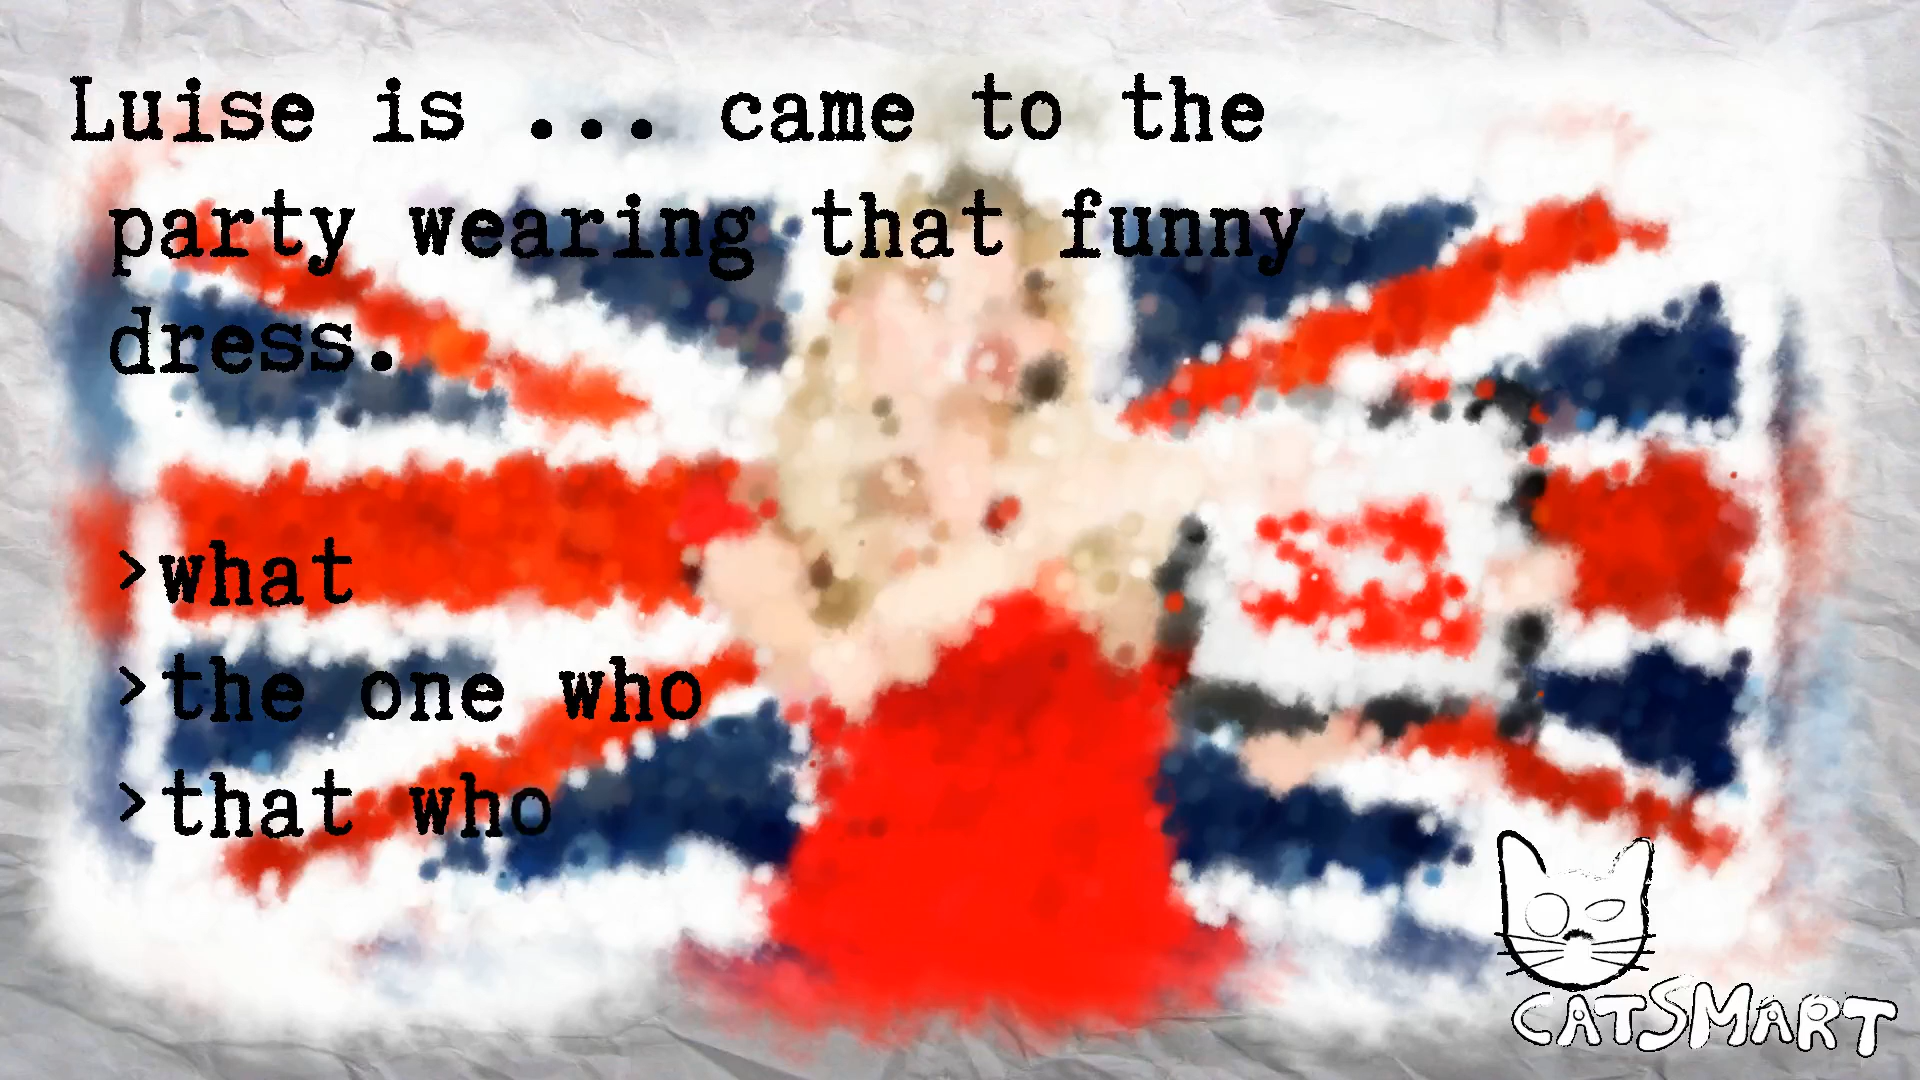 Luise is ... came to the
party wearing that funny
dress.
>what
>the one who
>that who
CATSMART